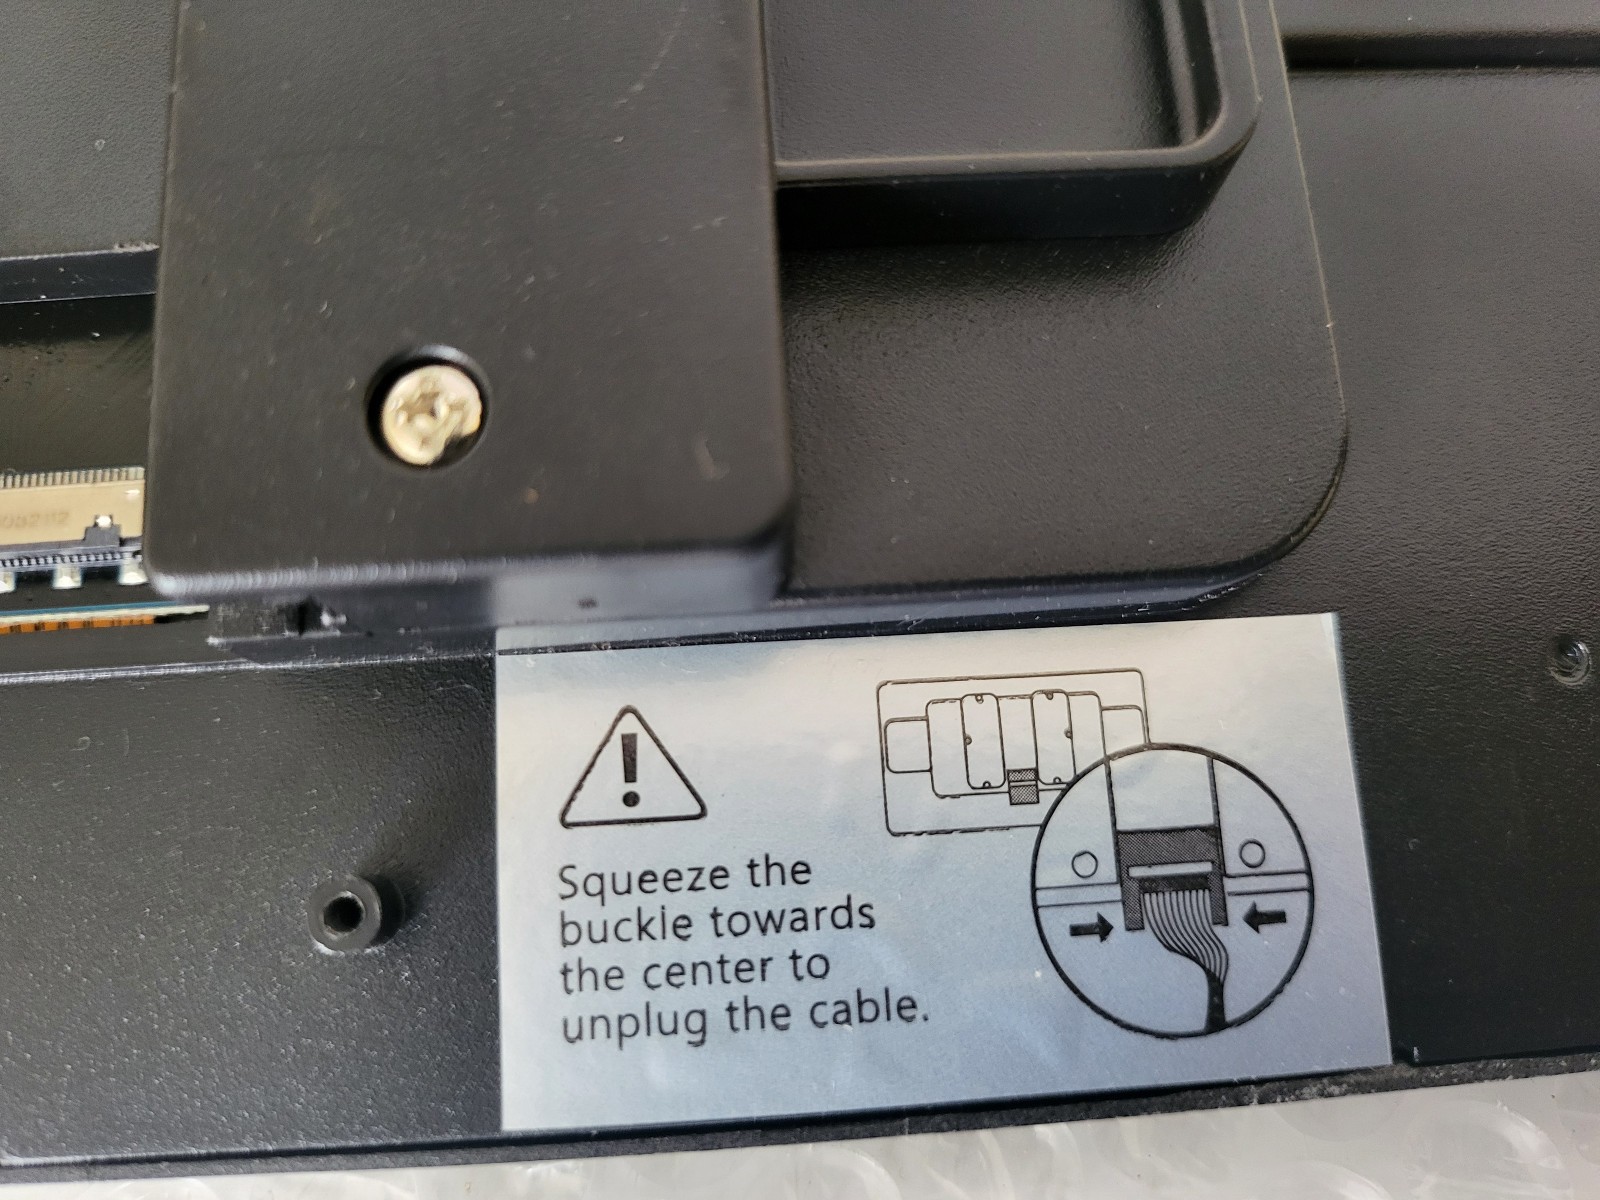 Squeeze the
buckle towards
the center to
unplug the cable.